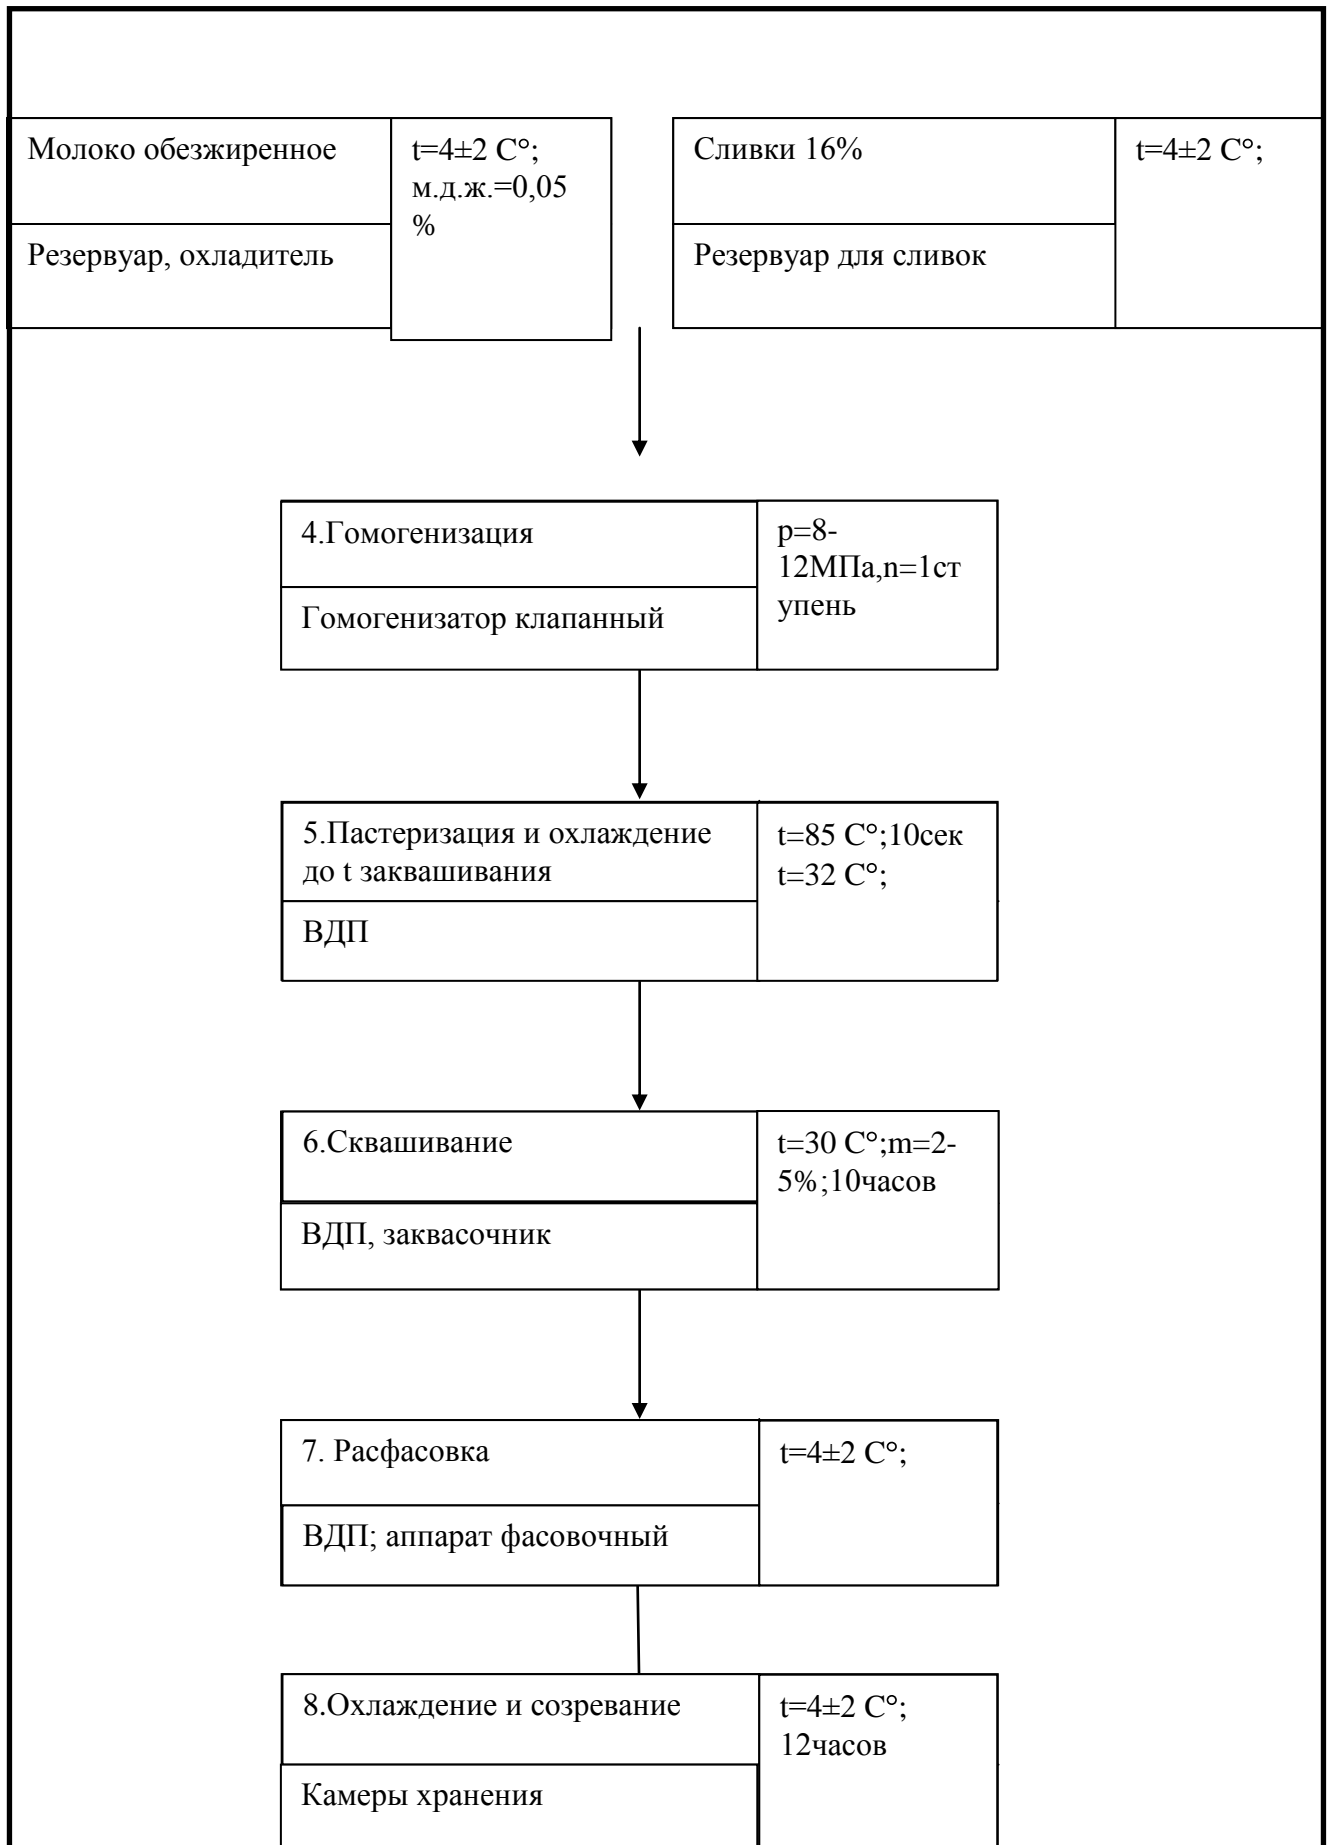 Молоко обезжиренное
t=4±2 C°;
м.д.ж.=0,05
%
Резервуар, охладитель
Сливки 16%
t=4±2 C°;
Резервуар для сливок
4.Гомогенизация
p=8-
12МПа,n=1ст
упень
Гомогенизатор клапанный
5.Пастеризация и охлаждение
до t заквашивания
t=85 C°;10сек
t=32 C°;
ВДП
6.Сквашивание
t=30 C°;m=2-
5%;10часов
ВДП, заквасочник
7. Расфасовка
t=4±2 C°;
ВДП; аппарат фасовочный
8.Охлаждение и созревание
t=4±2 C°;
12часов
Камеры хранения